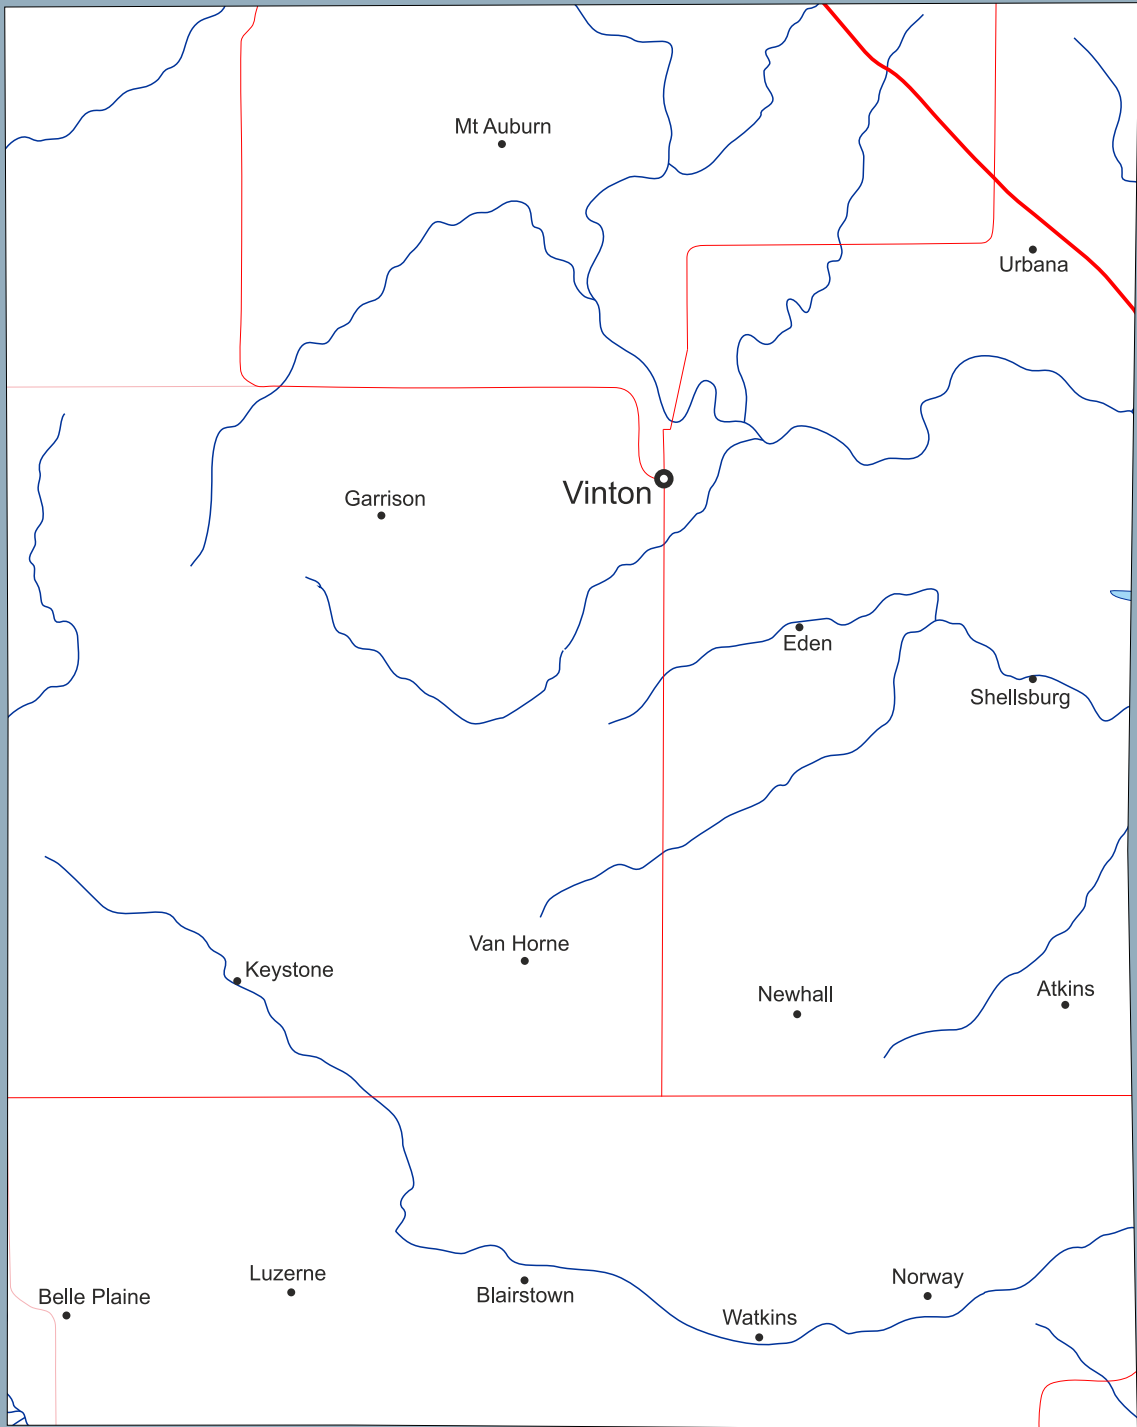 Mt Auburn
Urbana
Vinton
Garrison
Eden
Shellsburg
Van Horne
Keystone
Newhall
Atkins
Luzerne
Belle Plaine
Blairstown
Norway
Watkins